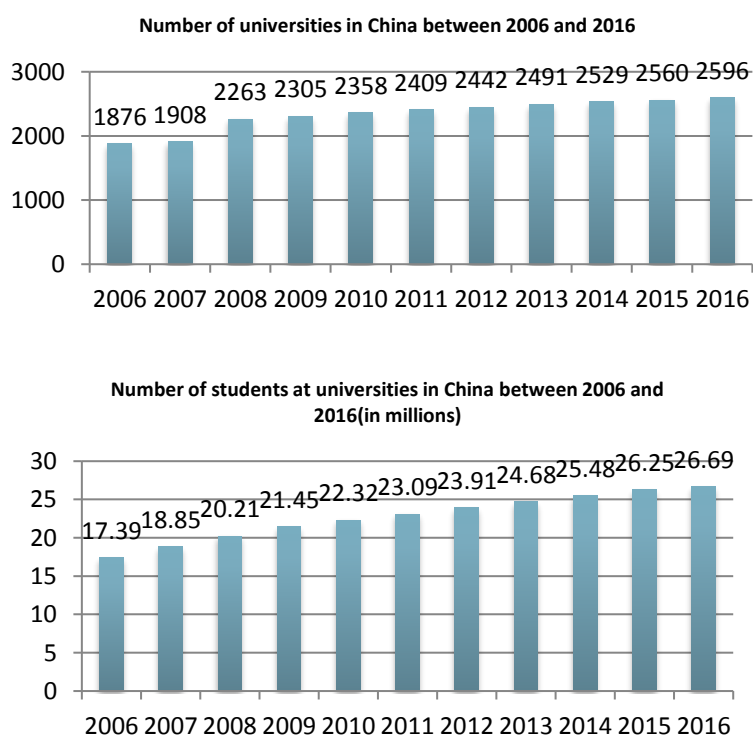 Number of universities in China between 2006 and 2016
3000
2000
1000
0
1876 1908 2263 2305 2358 2409 2442 2491 2529 2560 2596
2006 2007 2008 2009 2010 2011 2012 2013 2014 2015 2016
Number of students at universities in China between 2006 and
2016(in millions)
30
25
20
15
10
5
0
17.39 18.85 20.21 21.45 22.32 23.09 23.91 24.68 25.48 26.25 26.69
2006 2007 2008 2009 2010 2011 2012 2013 2014 2015 2016